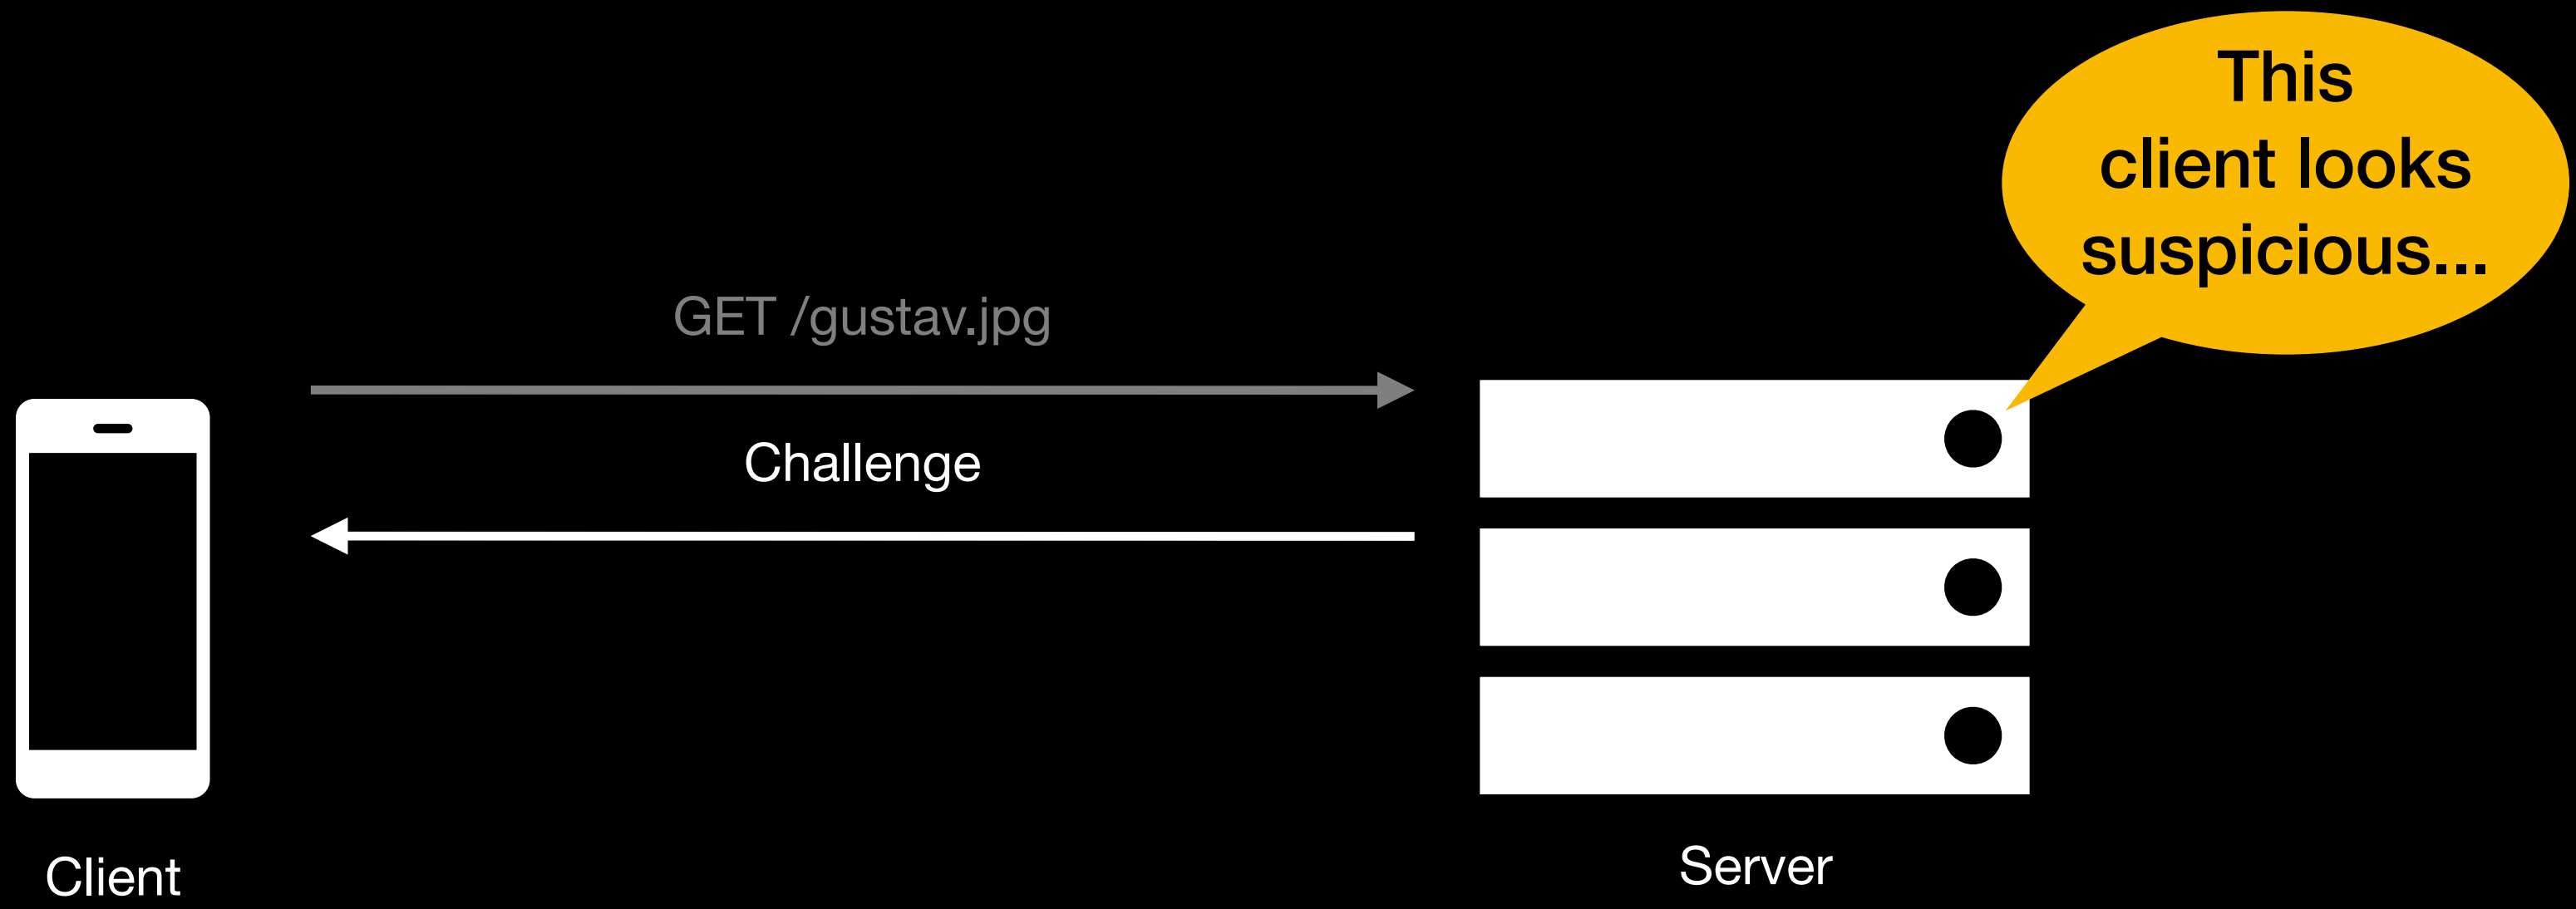 This
client looks
suspicious...
GET /gustav.jpg
Challenge
Client
Server